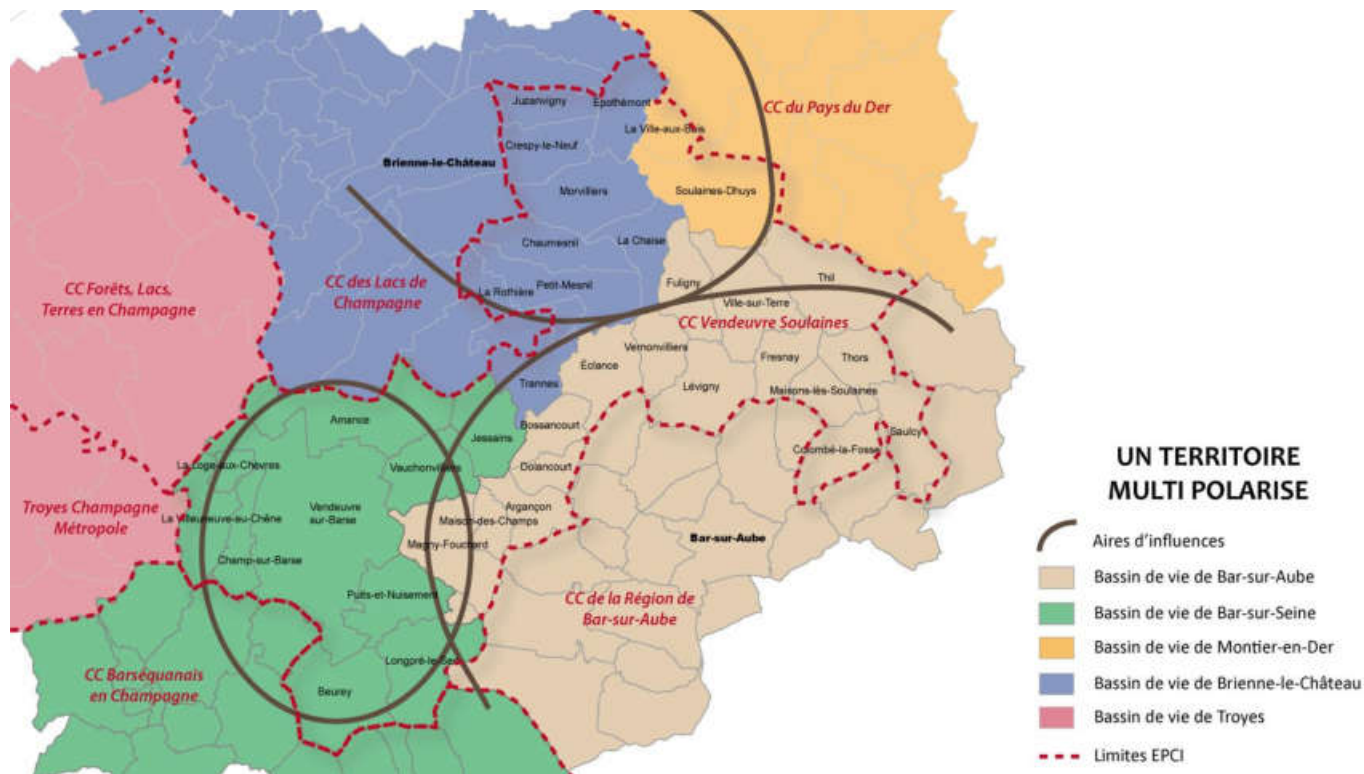 CC du Pays du Der
Juzanvigny
Epothémont
La Ville-aux-Bois
Crespy-le-Neuf
Brienne-le-Château
Morvilliers
Soulaines-Dhuys
Chaumesnil
La Chaise
CC Forêts, Lacs,
Terres en Champagne
CC des Lacs de
Champagne
La Rothière
Petit-Mesnil
Fuligny
Thil
Ville-sur-Terre
CC Vendeuvre Soulaines
Vernonvilliers
Éclance
Fresnay
Thors
Trannes
Lévigny
Maisons-lès-Soulaines
Amance
Bossancourt
Jessains
Saulcy
Colombé-la-Fosse
La Loge-aux-Chèvres
Vauchonvilliers
Dolancourt
Troyes Champagne
Métropole
La Villeneuve-au-Chêne
Vendeuvre
sur-Barse
Argançon
Maison-des-Champs
Magny-Fouchard
Bar-sur-Aube
Champ-sur-Barse
Puits-et-Nuisement
CC de la Région de
Bar-sur-Aube
CC Barséquanais
en Champagne
Beurey
UN TERRITOIRE
MULTI POLARISE
Aires d'influences
Bassin de vie de Bar-sur-Aube
Bassin de vie de Bar-sur-Seine
Bassin de vie de Montier-en-Der
Bassin de vie de Brienne-le-Château
Bassin de vie de Troyes
Limites EPCI